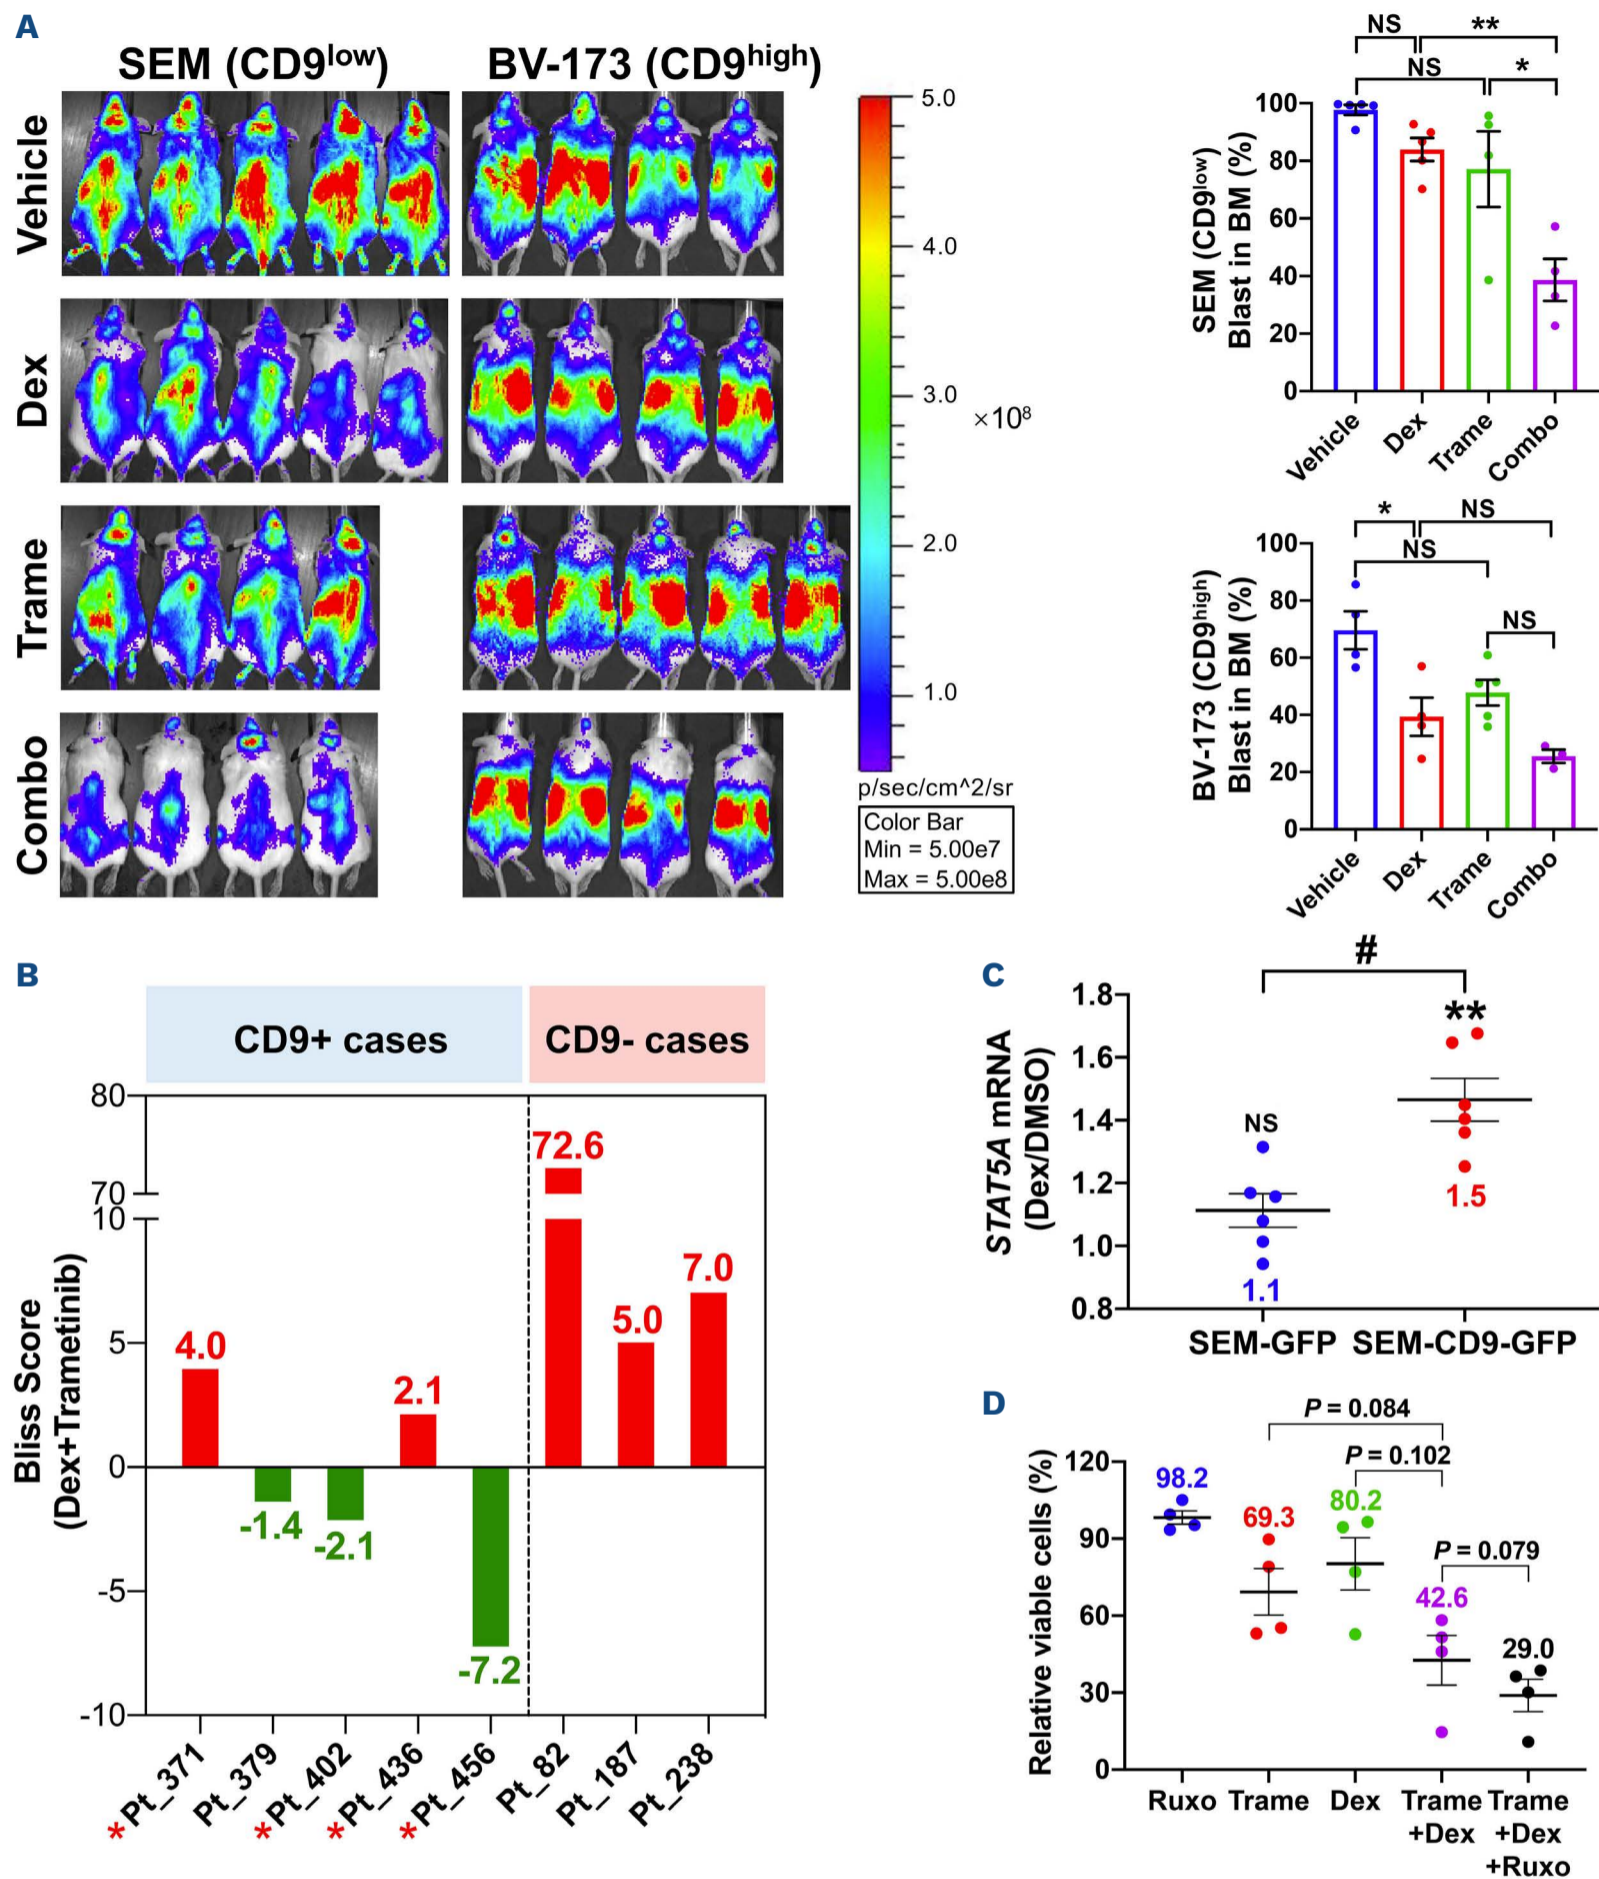 A
SEM (CD9low)
BV-173 (CD9high)
Vehicle
Dex
Trame
Combo
5.0
4.0
3.0
×10⁸
2.0
1.0
p/sec/cm^2/sr
Color Bar
Min = 5.00e7
Max = 5.00e8
NS
**
NS
*
SEM (CD9low)
Blast in BM (%)
100
80
60
40
20
0
Vehicle
Dex
Trame
Combo
*
NS
NS
NS
BV-173 (CD9high)
Blast in BM (%)
100
80
60
40
20
0
Vehicle
Dex
Trame
Combo
B
CD9+ cases
CD9- cases
Bliss Score
(Dex+Trametinib)
80
70
10
5
0
-5
-10
4.0
-1.4
-2.1
2.1
-7.2
72.6
5.0
7.0
*Pt_371
Pt_379
*Pt_402
*Pt_436
*Pt_456
Pt_82
Pt_187
Pt_238
C
#
**
NS
STAT5A mRNA
(Dex/DMSO)
1.8
1.6
1.4
1.2
1.0
0.8
1.1
1.5
SEM-GFP
SEM-CD9-GFP
D
P = 0.084
P = 0.102
P = 0.079
Relative viable cells (%)
120
90
60
30
0
98.2
69.3
80.2
42.6
29.0
Ruxo
Trame
Dex
Trame
+Dex
Trame
+Dex
+Ruxo